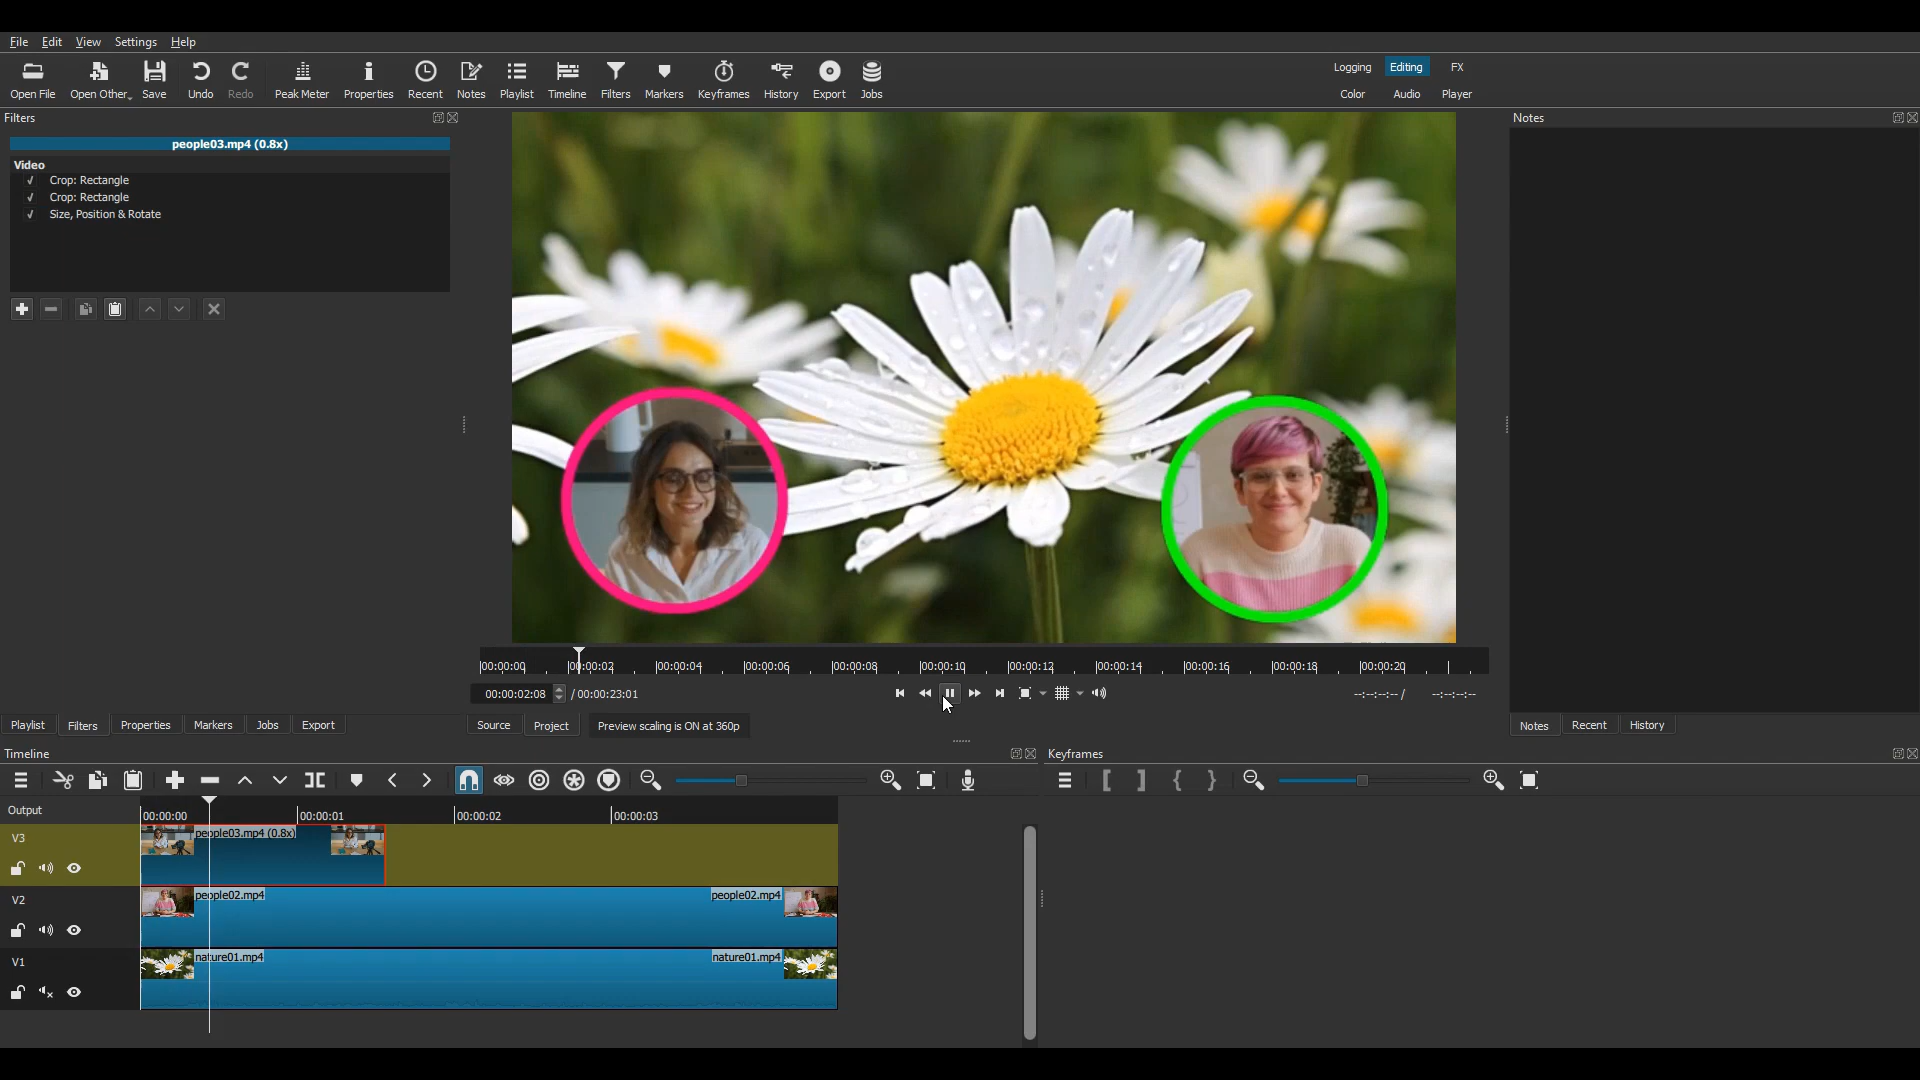 File Edit View Settings Help
Open File Open Other Save Undo Redo Peak Meter Properties Recent Notes Playlist Timeline Filters Markers Keyframes History Export Jobs
Logging Editing FX
Color Audio Player
Filters
people03.mp4 (0.8x)
Video
Crop: Rectangle
Crop: Rectangle
Size, Position & Rotate
Notes
00:00:00 00:00:02 00:00:04 00:00:06 00:00:08 00:00:10 00:00:12 00:00:14 00:00:16 00:00:18 00:00:20
00:00:02:08 / 00:00:23:01
--:--:--:-- / --:--:--:--
Playlist Filters Properties Markers Jobs Export
Source Project Preview scaling is ON at 360p
Notes Recent History
Timeline
Keyframes
Output
00:00:00 00:00:01 00:00:02 00:00:03
V3
people03.mp4 (0.8x)
V2
people02.mp4 people02.mp4
V1
nature01.mp4 nature01.mp4